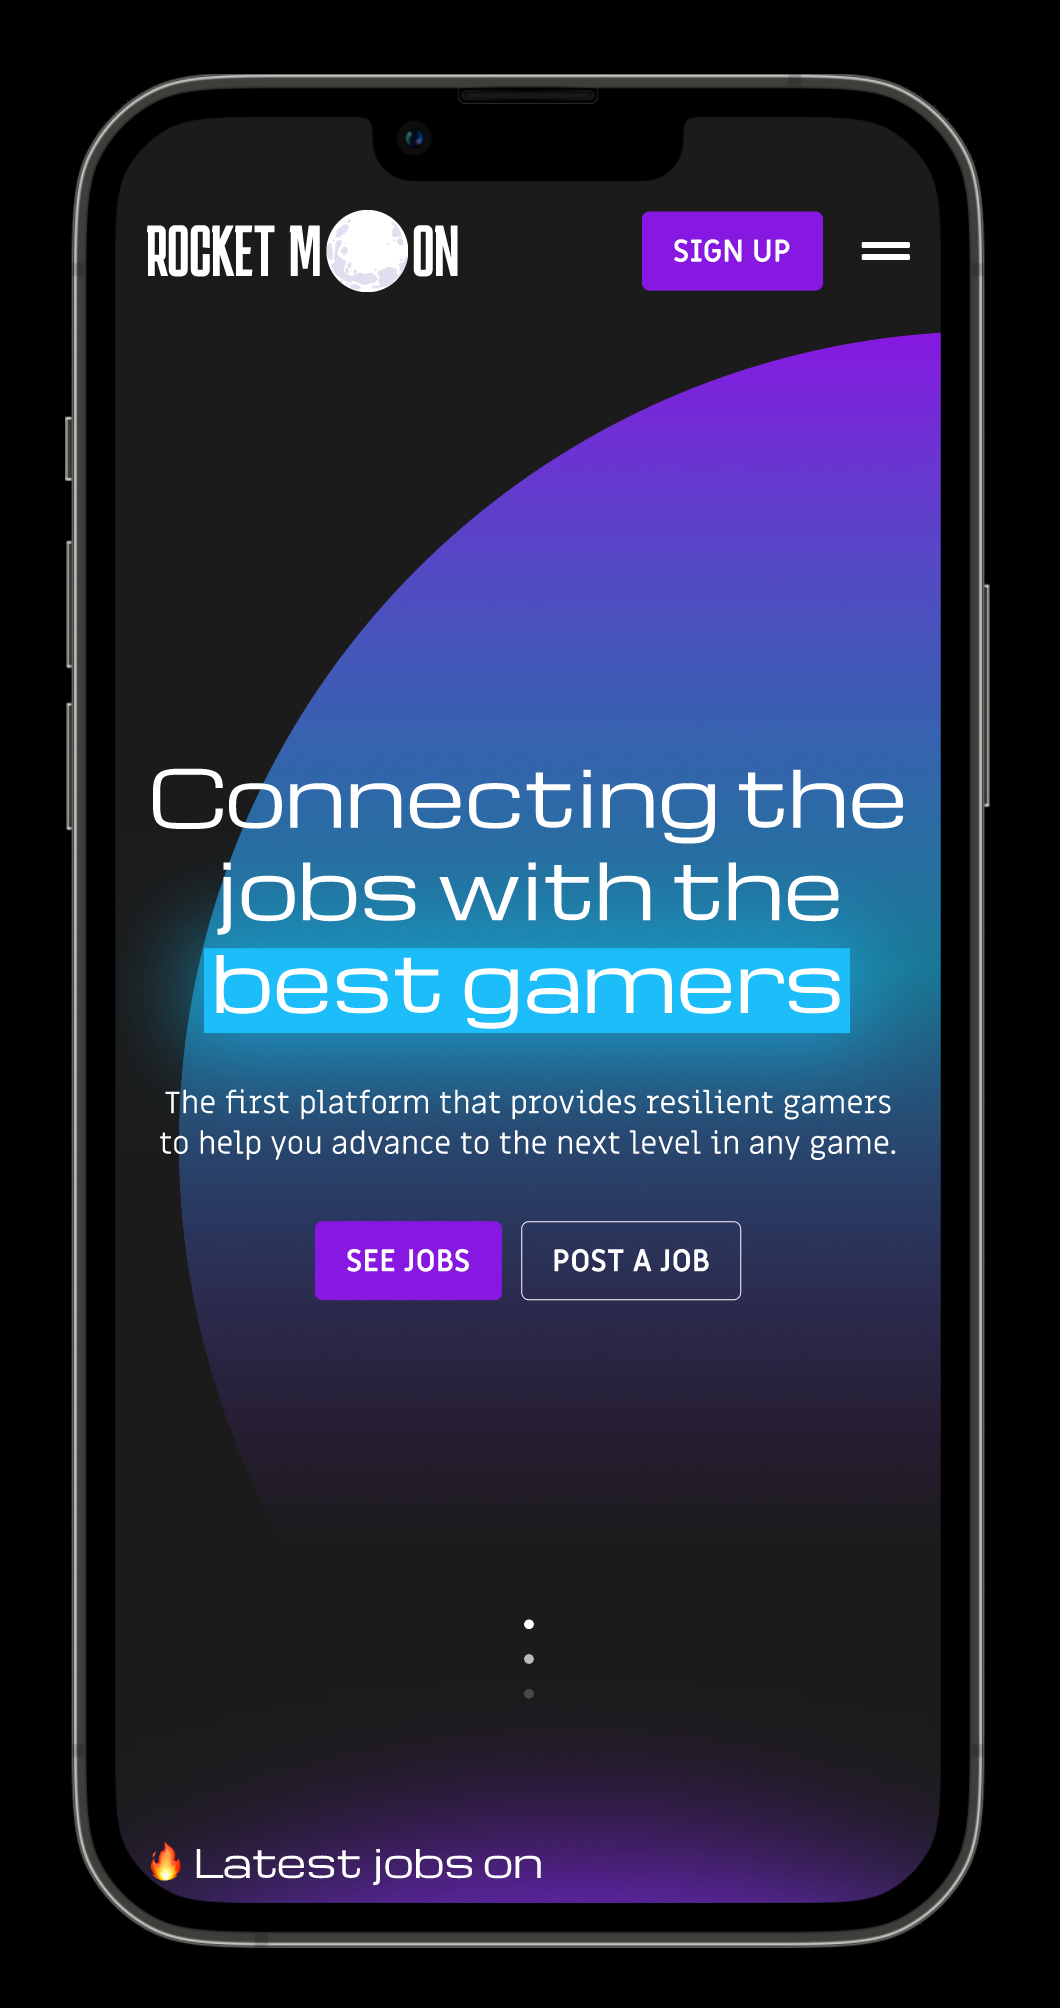 ROCKET MOON
SIGN UP
Connecting the
jobs with the
best gamers
The first platform that provides resilient gamers
to help you advance to the next level in any game.
SEE JOBS
POST A JOB
🔥 Latest jobs on